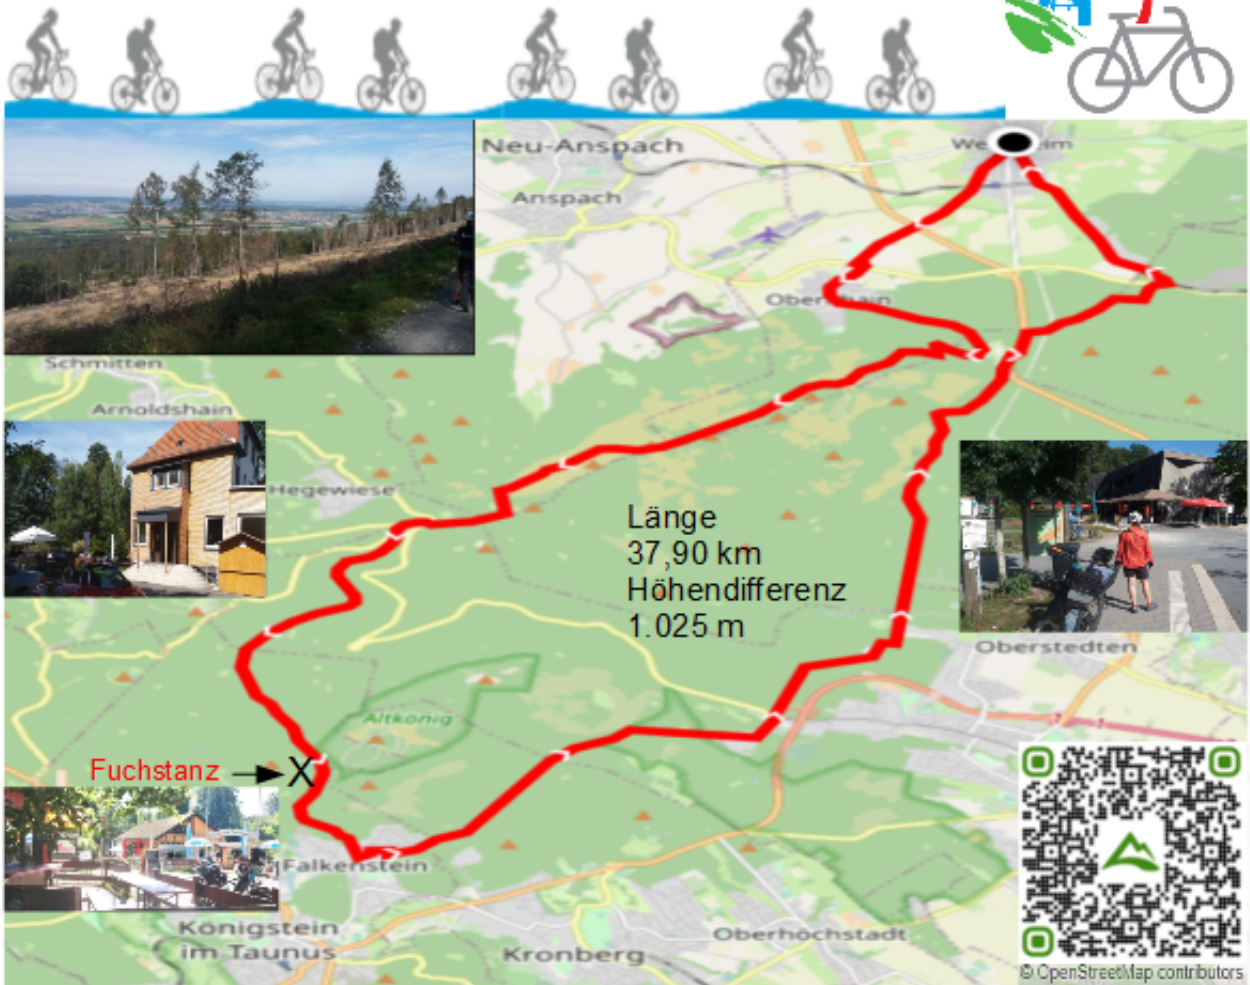 Neu-Anspach
Anspach
Schmitten
Arnoldshain
Hegewiese
Länge
37,90 km
Höhendifferenz
1.025 m
Oberstedten
Altkönig
Fuchstanz
Falkenstein
Königstein
im Taunus
Kronberg
Oberhöchstadt
© OpenStreetMap contributors